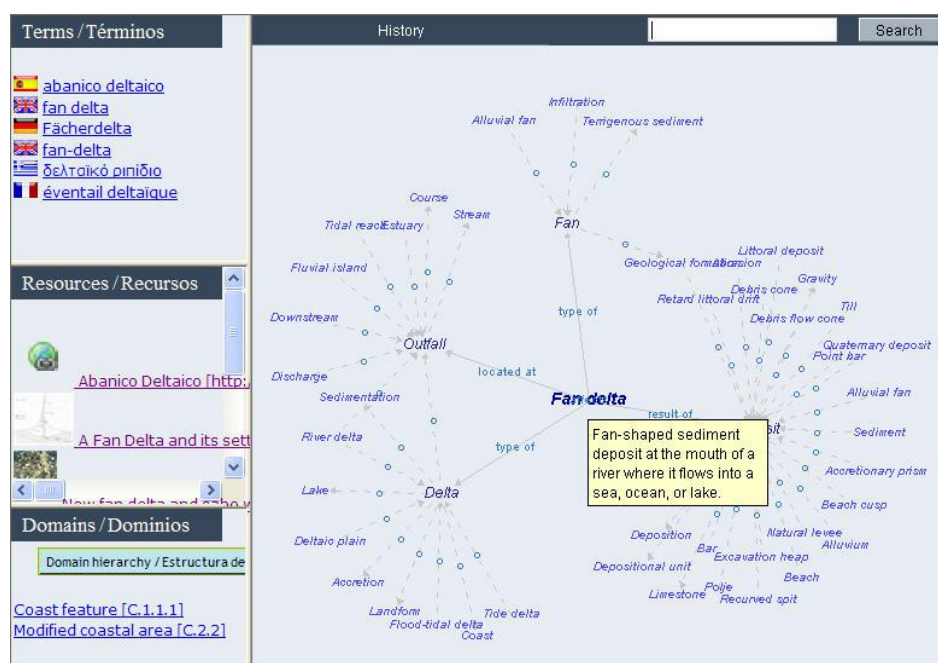 Terms / Términos
abanico deltaico
fan delta
Fächerdelta
fan-delta
δελταϊκό ριπίδιο
éventail deltaïque
Resources / Recursos
Abanico Deltaico [http:/
A Fan Delta and its sett
New fan delta and
Domains / Dominios
Domain hierarchy / Estructura de
Coast feature [C.1.1.1]
Modified coastal area [C.2.2]
History
Search
Infiltration
Alluvial fan
Terrigenous sediment
Fan
Course
Stream
Estuary
Fluvial island
Downstream
Outfall
Discharge
Sedimentation
River delta
Lake
Delta
Deltaic plain
Accretion
Landform
Flood-tidal delta
Coast
Tide delta
type of
located at
type of
result of
Fan delta
Fan-shaped sediment
deposit at the mouth of a
river where it flows into a
sea, ocean, or lake.
Littoral deposit
Gravity
Debris cone
Retard littoral drift
Debris flow cone
Till
Quaternary deposit
Point bar
Alluvial fan
Sediment
Accretionary prism
Beach cusp
Alluvium
Natural levee
Deposition
Bar
Excavation heap
Depositional unit
Beach
Limestone
Polje
Recurved spit